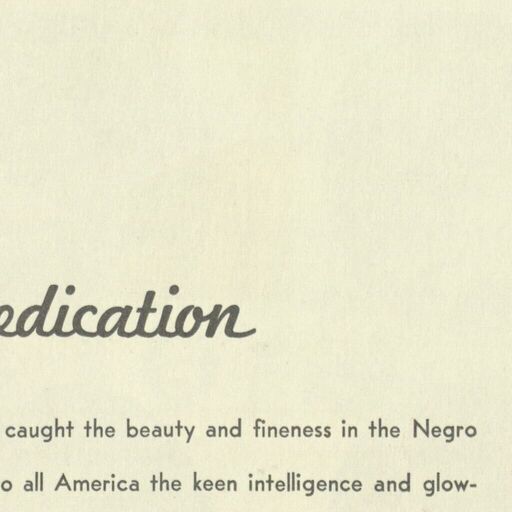 edication
caught the beauty and fineness in the Negro
o all America the keen intelligence and glow-